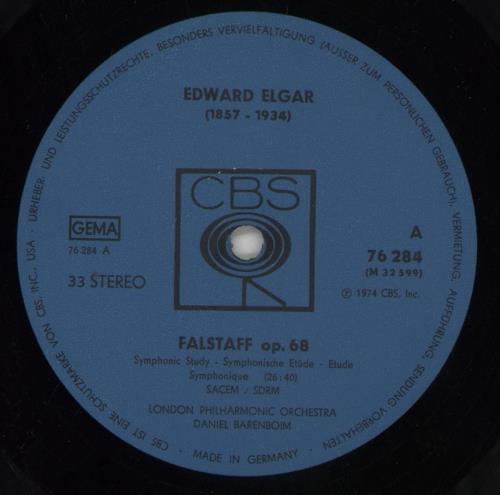 URHEBER- UND LEISTUNGSSCHUTZRECHTE, BESONDERS VERVIELFÄLTIGUNG (AUSSER ZUM PERSÖNLICHEN GEBRAUCH), VERMIETUNG, AUFFÜHRUNG, SENDUNG VORBEHALTEN
EDWARD ELGAR
(1857 - 1934)
CBS
GEMA
76 284 A
33 STEREO
A
76 284
(M 32 599)
Ⓟ 1974 CBS, Inc.
FALSTAFF op. 68
Symphonic Study - Symphonische Etüde - Etude
Symphonique (26:40)
SACEM / SDRM
LONDON PHILHARMONIC ORCHESTRA
DANIEL BARENBOIM
CBS IST EINE SCHUTZMARKE VON CBS, INC., USA ·
· MADE IN GERMANY ·